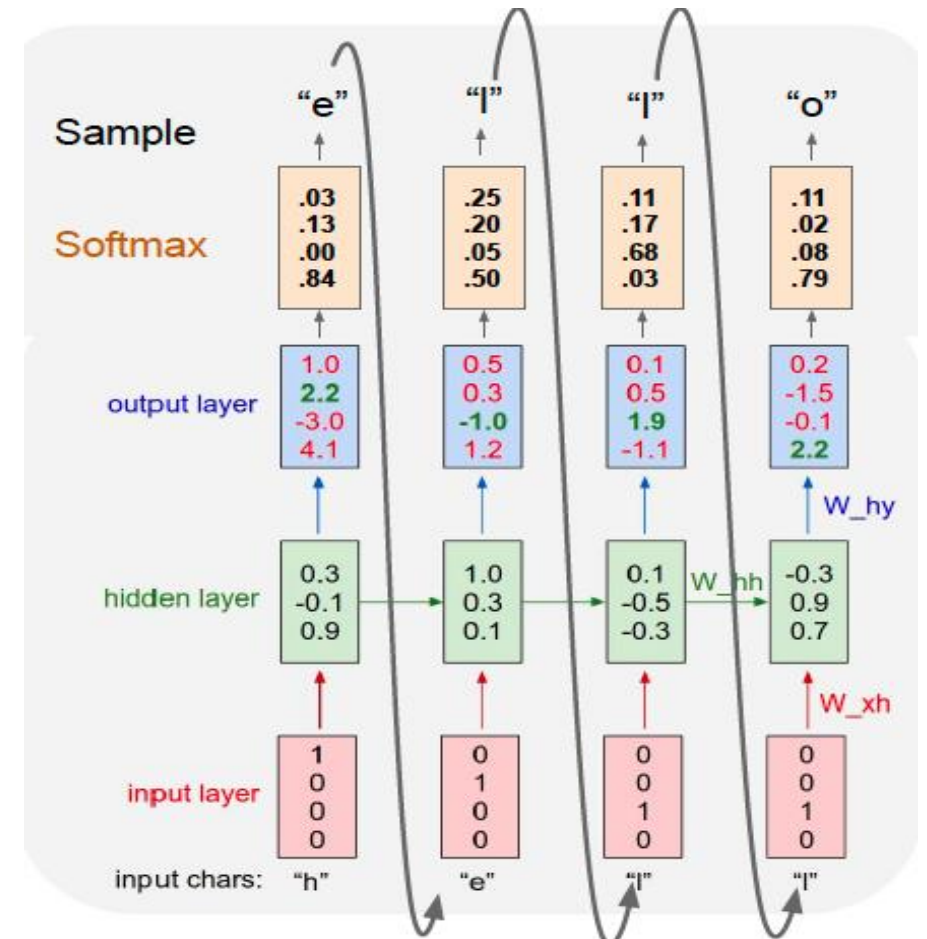 “e” “l” “l” “o”
Sample
.03 .25 .11 .11
.13 .20 .17 .02
Softmax
.00 .05 .68 .08
.84 .50 .03 .79
1.0 0.5 0.1 0.2
output layer 2.2 0.3 0.5 -1.5
-3.0 -1.0 1.9 -0.1
4.1 1.2 -1.1 2.2
W_hy
0.3 1.0 0.1 W_hh -0.3
hidden layer -0.1 0.3 -0.5 0.9
0.9 0.1 -0.3 0.7
W_xh
1 0 0 0
input layer 0 1 0 0
0 0 1 1
0 0 0 0
input chars: “h” “e” “l” “l”